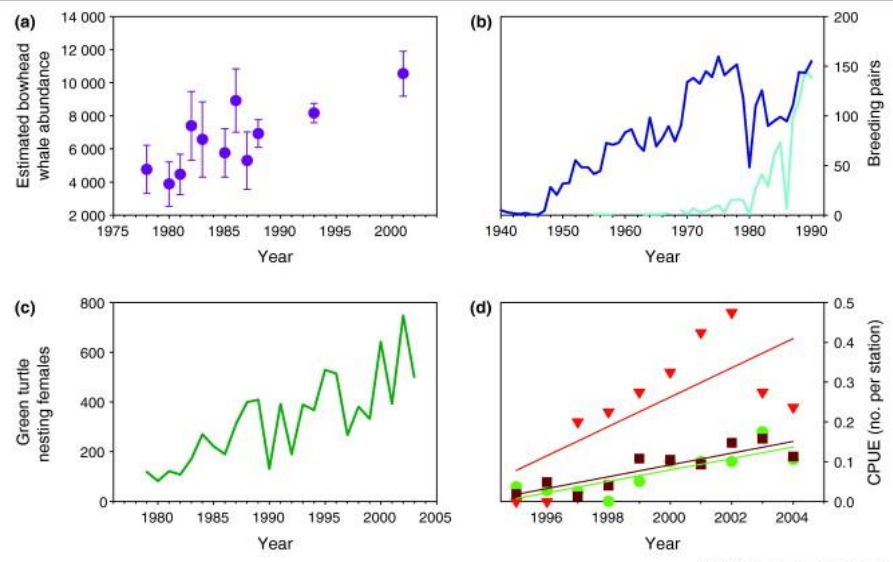 (a)
14 000
12 000
10 000
8 000
6 000
4 000
2 000
Estimated bowhead
whale abundance
1975 1980 1985 1990 1995 2000
Year
(b)
200
150
100
50
0
Breeding pairs
1940 1950 1960 1970 1980 1990
Year
(c)
800
600
400
200
0
Green turtle
nesting females
1980 1985 1990 1995 2000 2005
Year
(d)
0.5
0.4
0.3
0.2
0.1
0.0
CPUE (no. per station)
1996 1998 2000 2002 2004
Year